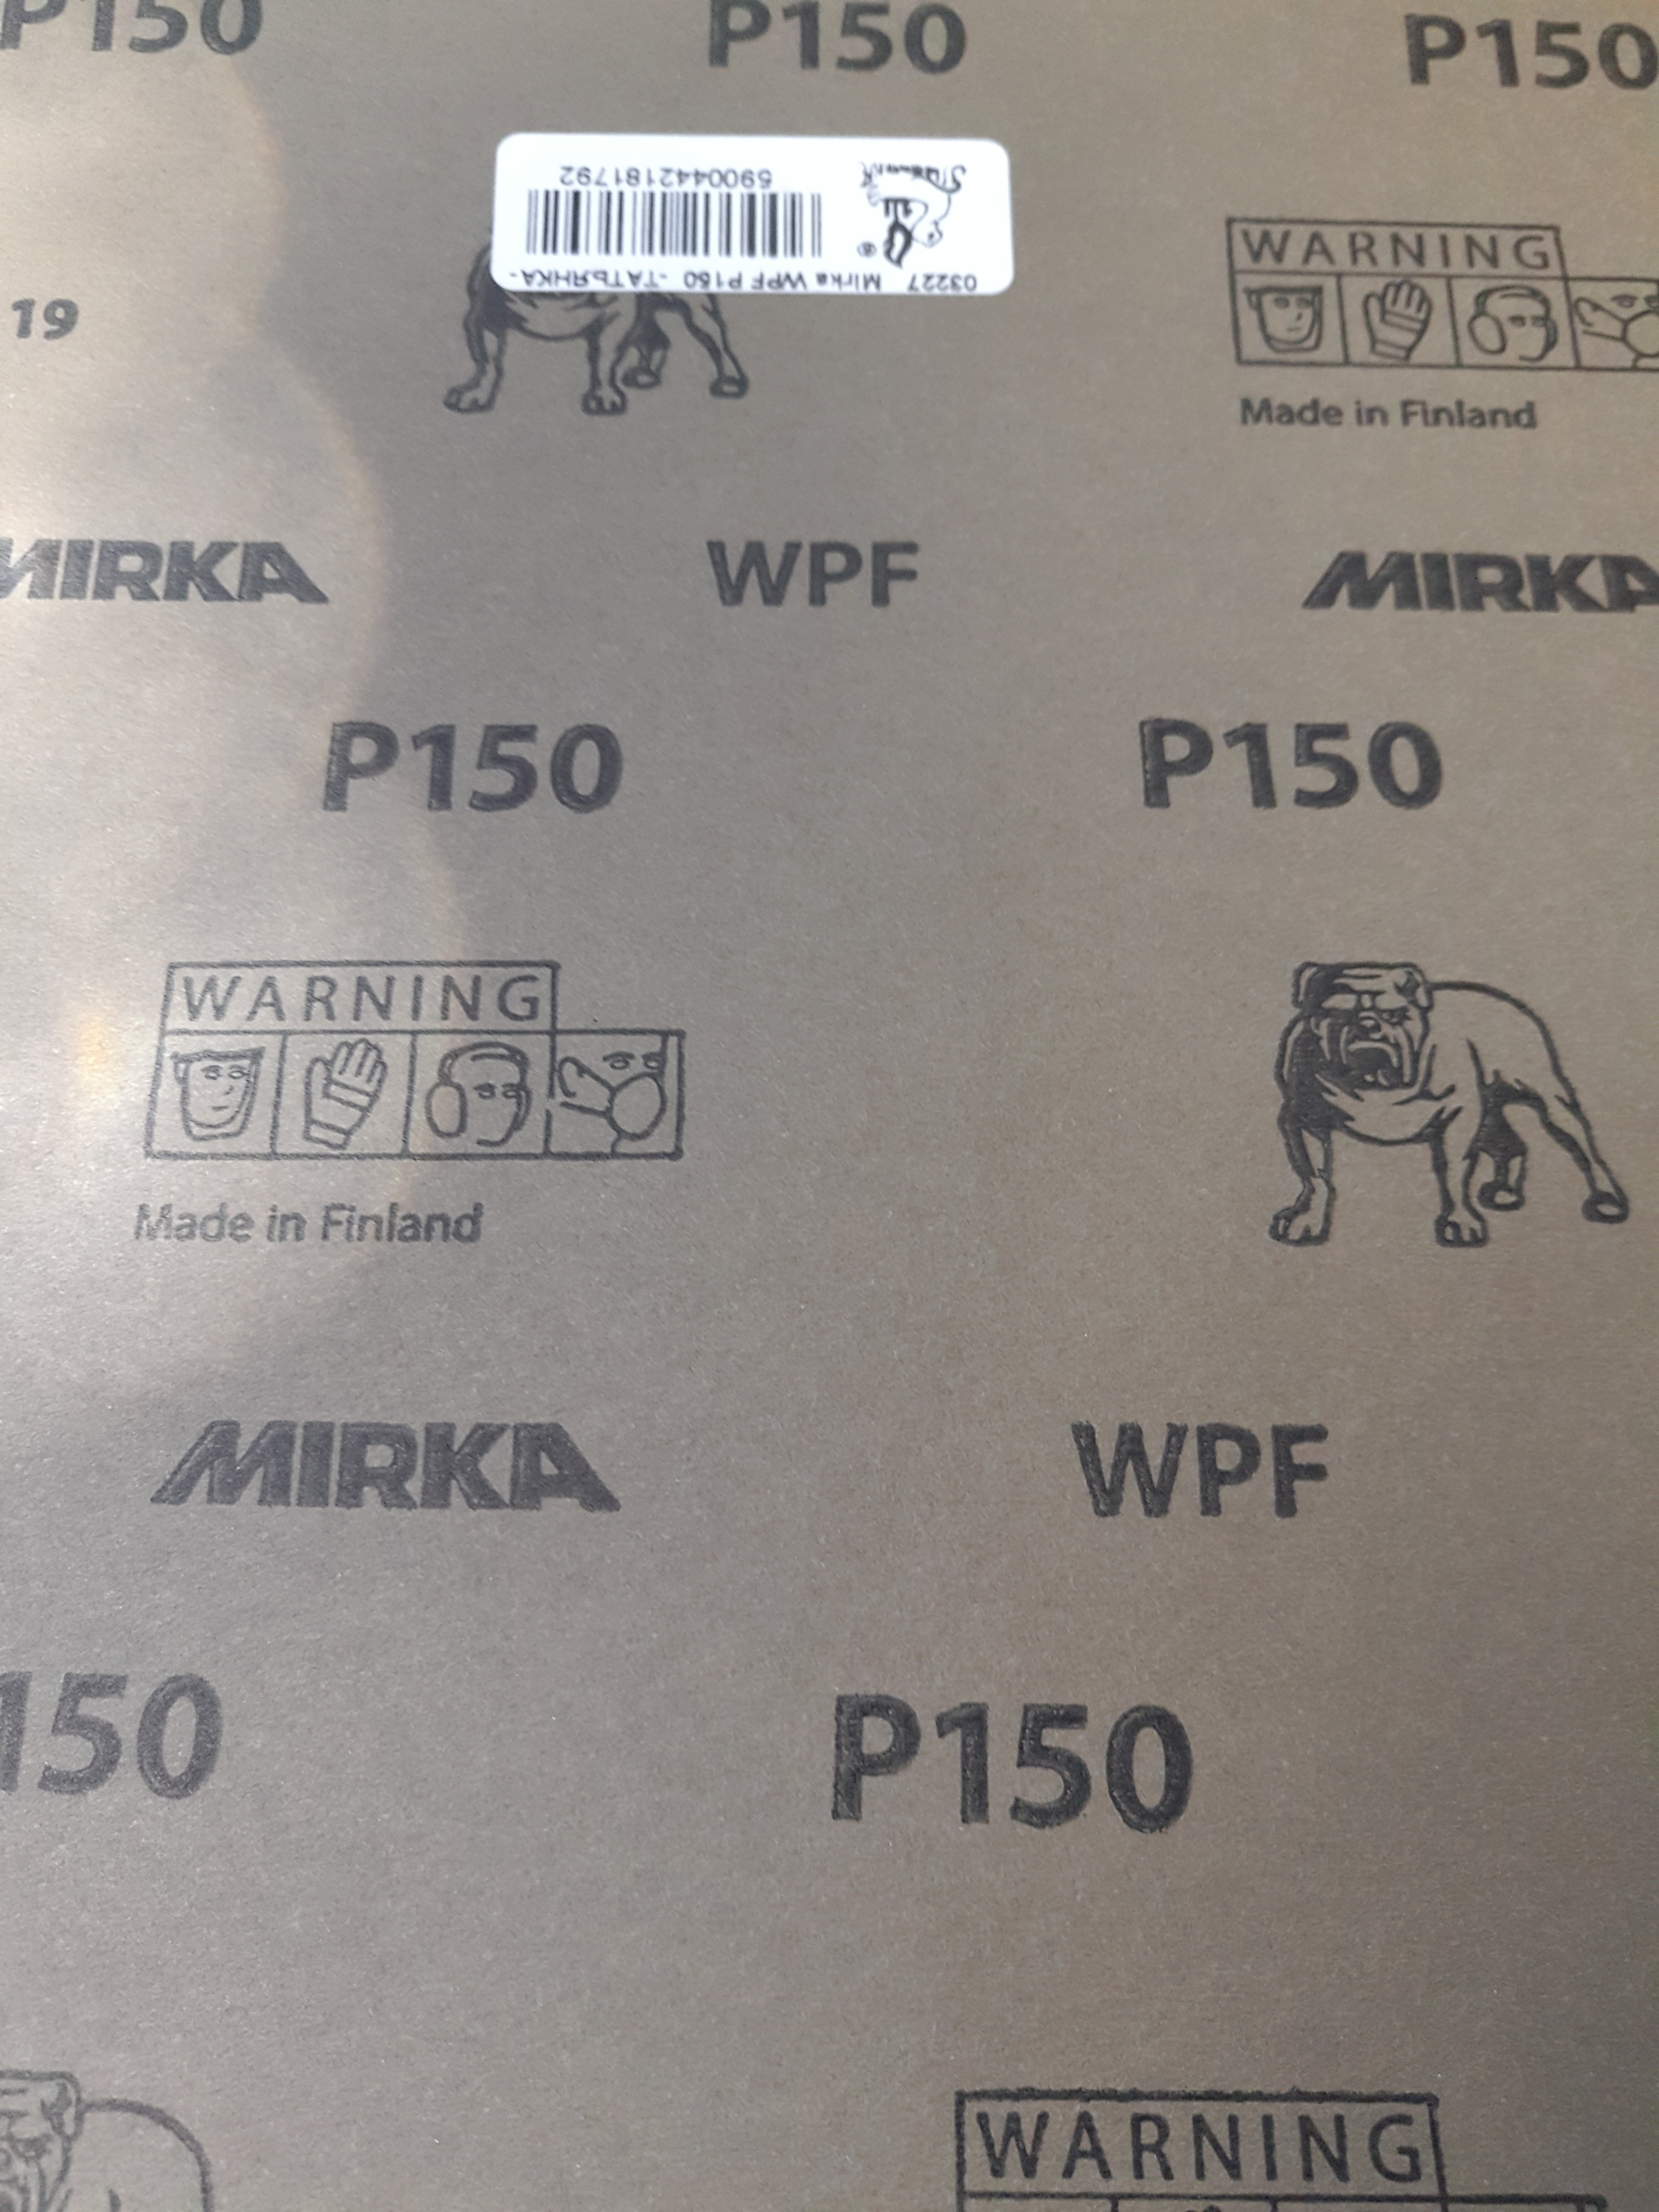 P150 P150 P150
03227 Mirka WPF P150 -ТАТЬЯНКА-
5900442181792
WARNING
19
Made in Finland
MIRKA WPF MIRKA
P150 P150
WARNING
Made in Finland
MIRKA WPF
150 P150
WARNING